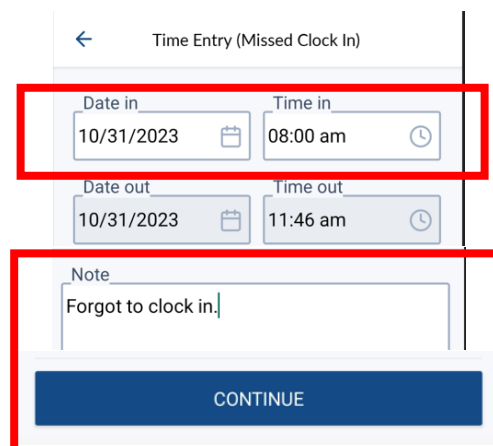 Time Entry (Missed Clock In)
Date in Time in
10/31/2023 08:00 am
Date out Time out
10/31/2023 11:46 am
Note
Forgot to clock in.
CONTINUE